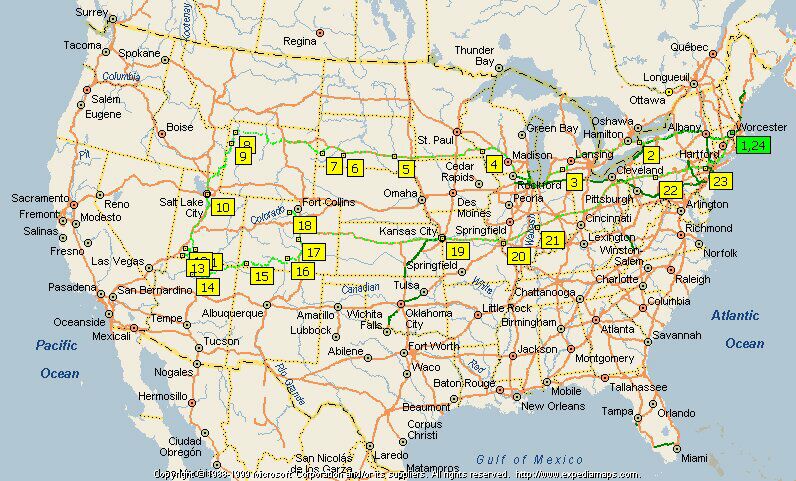 Surrey
Kootenay
Regina
Thunder
Bay
Québec
Tacoma
Spokane
Longueuil
Ottawa
Columbia
Salem
Eugene
Boise
St. Paul
Green Bay
Oshawa
Hamilton
Albany
Worcester
1,24
Pit
8
9
7
6
5
4
Madison
Lansing
2
Hartford
Cedar
Rapids
Rockford
3
Cleveland
23
Sacramento
Reno
Salt Lake
City
10
Colorado
Fort Collins
Omaha
Des
Moines
Peoria
Pittsburgh
22
Arlington
Fremont
Modesto
Salinas
Fresno
18
Kansas City
Springfield
Wabash
Cincinnati
Richmond
Las Vegas
13
14
15
16
17
19
Springfield
20
21
Lexington
Winston-
Salem
Norfolk
Pasadena
San Bernardino
Canadian
Tulsa
White
Charlotte
Raleigh
Oceanside
Mexicali
Tempe
Albuquerque
Amarillo
Lubbock
Wichita
Falls
Oklahoma
City
Little Rock
Chattanooga
Birmingham
Atlanta
Columbia
Savannah
Atlantic
Ocean
Pacific
Ocean
Tucson
Nogales
Hermosillo
Rio Grande
Abilene
Fort Worth
Waco
Red
Jackson
Montgomery
Baton Rouge
Mobile
Tallahassee
Beaumont
New Orleans
Tampa
Orlando
Ciudad
Obregón
Corpus
Christi
San Nicolás
de los Garza
Laredo
Matamoros
Gulf of Mexico
Miami
Copyright © 1988-1999 Microsoft Corporation and/or its suppliers. All rights reserved. http://www.expediamaps.com.